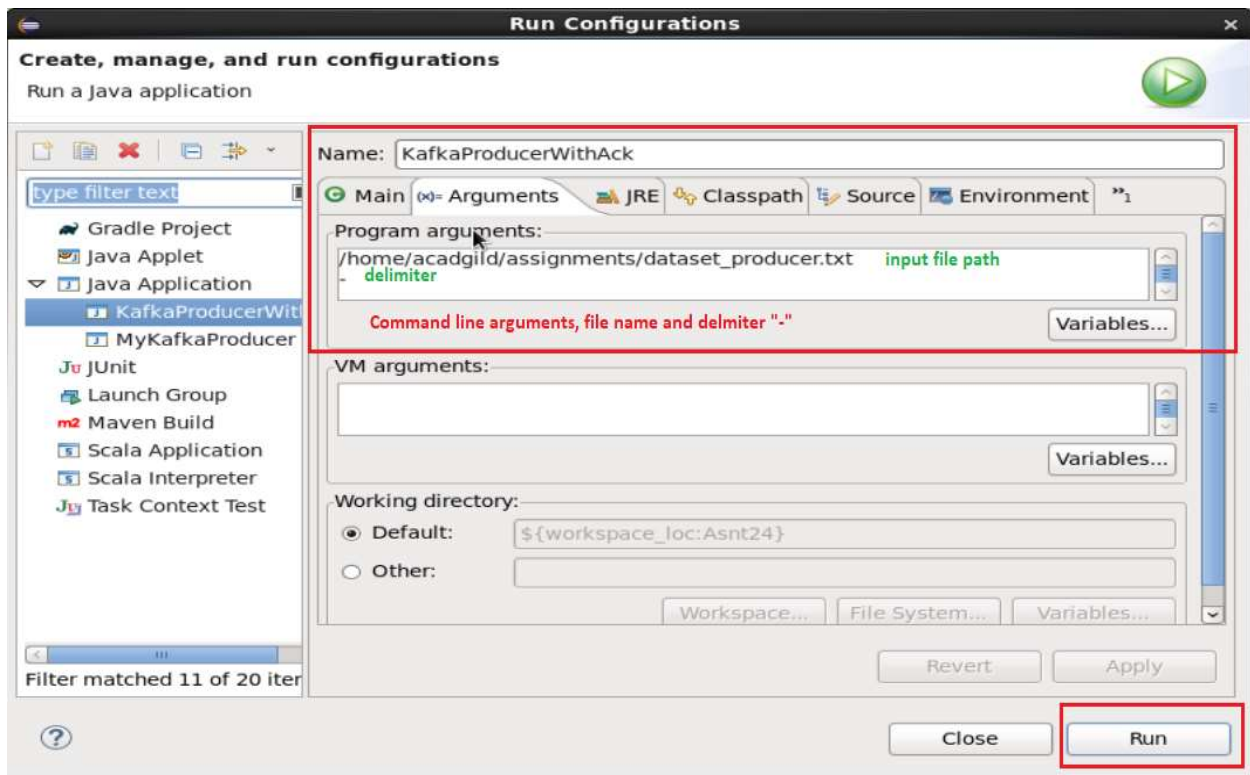 Run Configurations
Create, manage, and run configurations
Run a Java application
type filter text
Gradle Project
Java Applet
Java Application
KafkaProducerWit
MyKafkaProducer
Ju JUnit
Launch Group
m2 Maven Build
Scala Application
Scala Interpreter
Task Context Test
Filter matched 11 of 20 iter
Name: KafkaProducerWithAck
Main (x)= Arguments JRE Classpath Source Environment »1
Program arguments:
/home/acadgild/assignments/dataset_producer.txt input file path
- delimiter
Command line arguments, file name and delmiter "-"
Variables...
VM arguments:
Variables...
Working directory:
Default: ${workspace_loc:Asnt24}
Other:
Workspace... File System... Variables...
Revert Apply
? Close Run